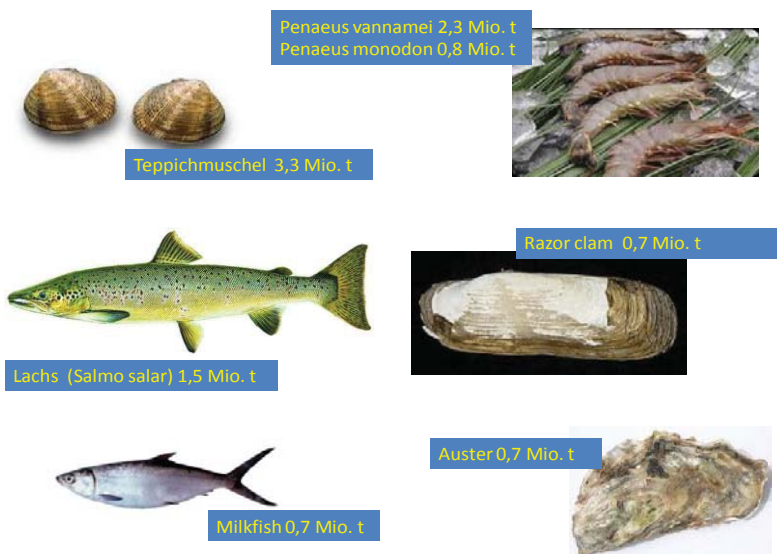 Penaeus vannamei 2,3 Mio. t
Penaeus monodon 0,8 Mio. t
Teppichmuschel 3,3 Mio. t
Razor clam 0,7 Mio. t
Lachs (Salmo salar) 1,5 Mio. t
Auster 0,7 Mio. t
Milkfish 0,7 Mio. t